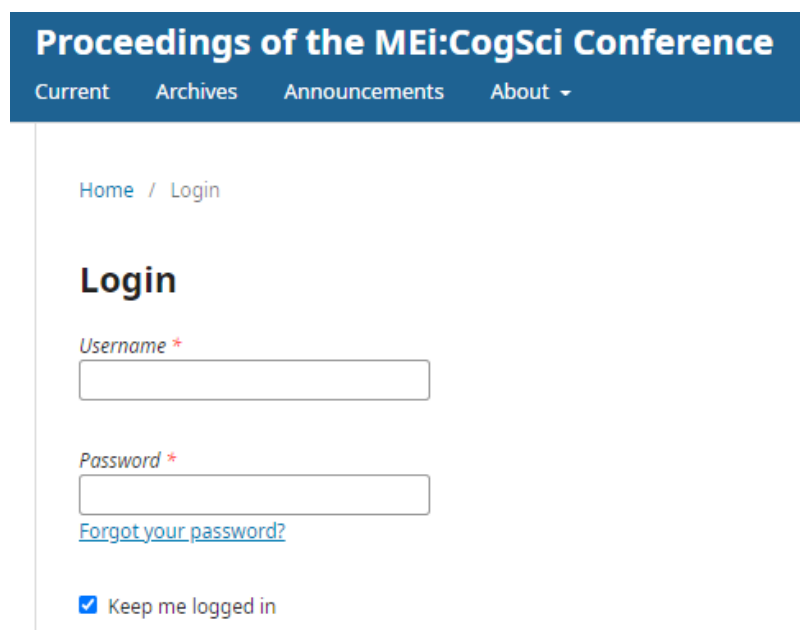 Proceedings of the MEi:CogSci Conference
Current Archives Announcements About
Home / Login
Login
Username *
Password *
Forgot your password?
Keep me logged in